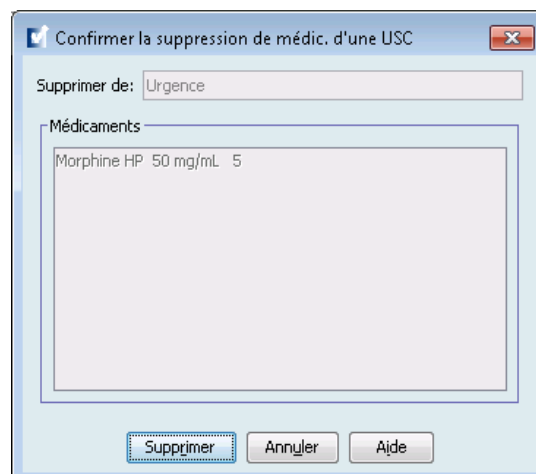 Confirmer la suppression de médic. d'une USC
Supprimer de: Urgence
Médicaments
Morphine HP 50 mg/mL 5
Supprimer Annuler Aide